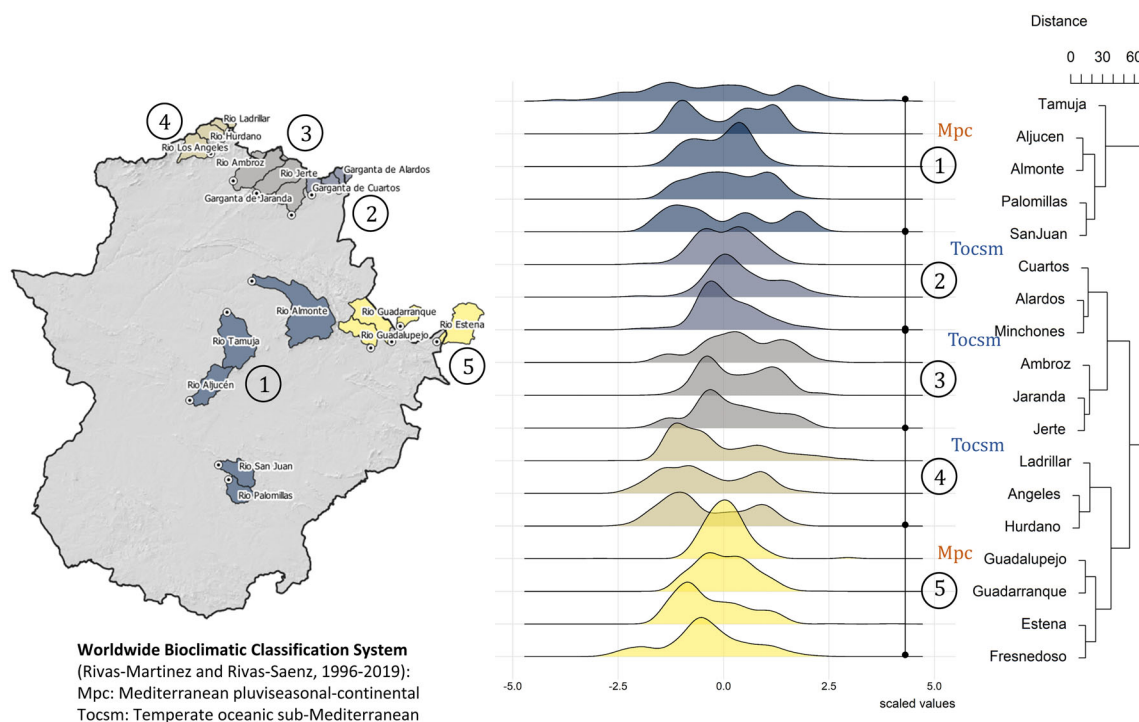 Rio Ladrillar
4
Rio Hurdano
3
Rio Los Angeles
Rio Ambroz
Garganta de Alardos
Rio Jerte
Garganta de Cuartos
Garganta de Jaranda
2
Rio Almonte
Rio Guadarranque
Rio Estena
Rio Guadalupejo
Rio Tamuja
5
1
Rio Aljucén
Rio San Juan
Rio Palomillas
Worldwide Bioclimatic Classification System
(Rivas-Martinez and Rivas-Saenz, 1996-2019):
Mpc: Mediterranean pluviseasonal-continental
Tocsm: Temperate oceanic sub-Mediterranean
Mpc
1
Tocsm
2
Tocsm
3
Tocsm
4
Mpc
5
-5.0 -2.5 0.0 2.5 5.0
scaled values
Distance
0 30 60
Tamuja
Aljucen
Almonte
Palomillas
SanJuan
Cuartos
Alardos
Minchones
Ambroz
Jaranda
Jerte
Ladrillar
Angeles
Hurdano
Guadalupejo
Guadarranque
Estena
Fresnedoso